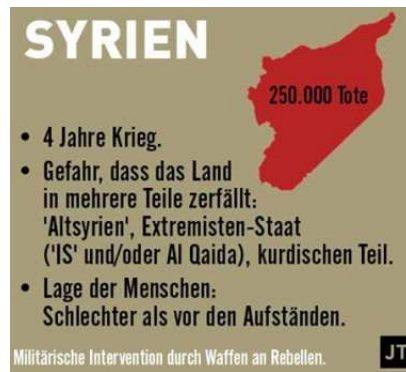 SYRIEN
250.000 Tote
• 4 Jahre Krieg.
• Gefahr, dass das Land
in mehrere Teile zerfällt:
'Altsyrien', Extremisten-Staat
('IS' und/oder Al Qaida), kurdischen Teil.
• Lage der Menschen:
Schlechter als vor den Aufständen.
Militärische Intervention durch Waffen an Rebellen.
JT